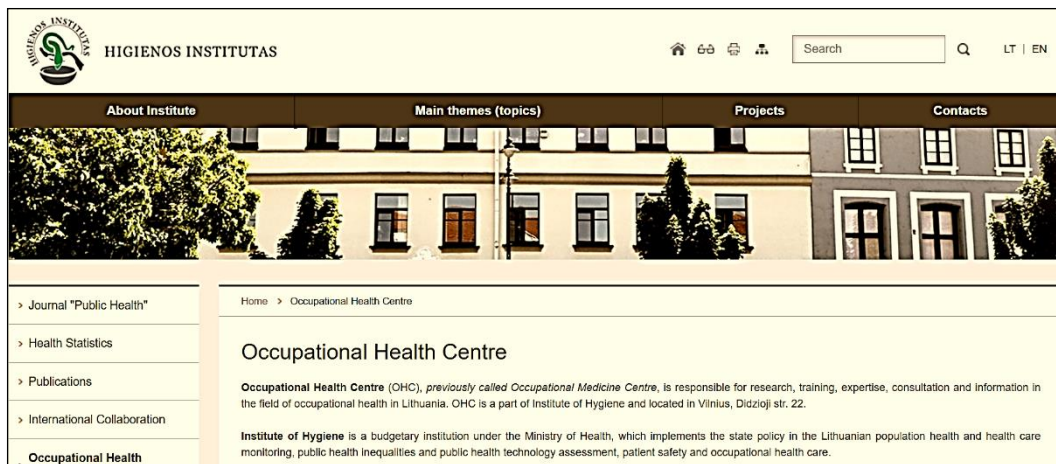 HIGIENOS INSTITUTAS
HIGIENOS INSTITUTAS
Search
LT | EN
About Institute
Main themes (topics)
Projects
Contacts
> Journal "Public Health"
> Health Statistics
> Publications
> International Collaboration
Occupational Health
Home > Occupational Health Centre
Occupational Health Centre
Occupational Health Centre (OHC), previously called Occupational Medicine Centre, is responsible for research, training, expertise, consultation and information in
the field of occupational health in Lithuania. OHC is a part of Institute of Hygiene and located in Vilnius, Didzioji str. 22.
Institute of Hygiene is a budgetary institution under the Ministry of Health, which implements the state policy in the Lithuanian population health and health care
monitoring, public health inequalities and public health technology assessment, patient safety and occupational health care.